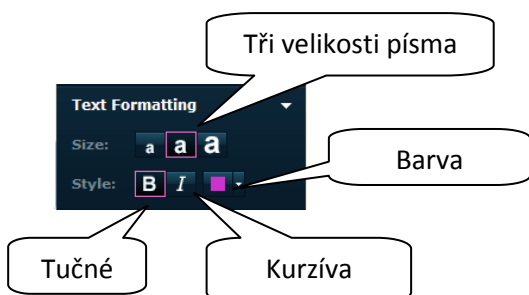 Tři velikosti písma
Text Formatting
Size: a a a
Barva
Style: B I
Tučné
Kurzíva